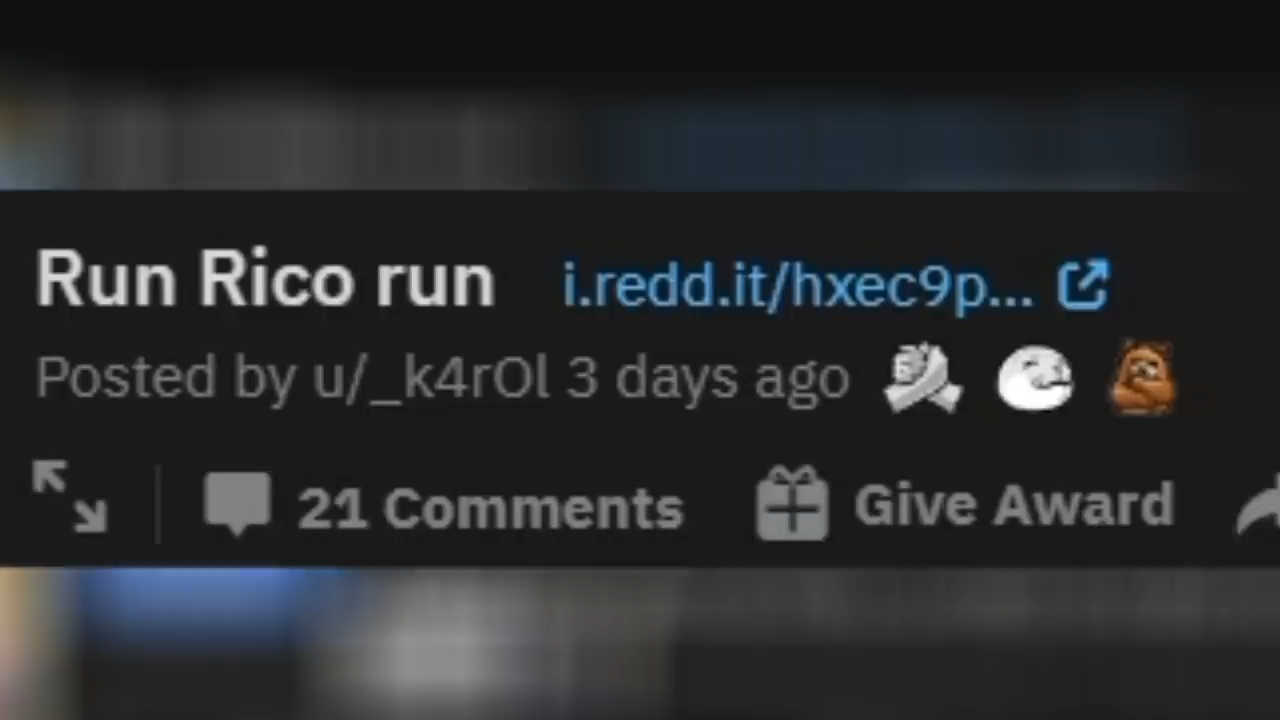 Run Rico run i.redd.it/hxec9p...
Posted by u/_k4rOl 3 days ago
21 Comments Give Award